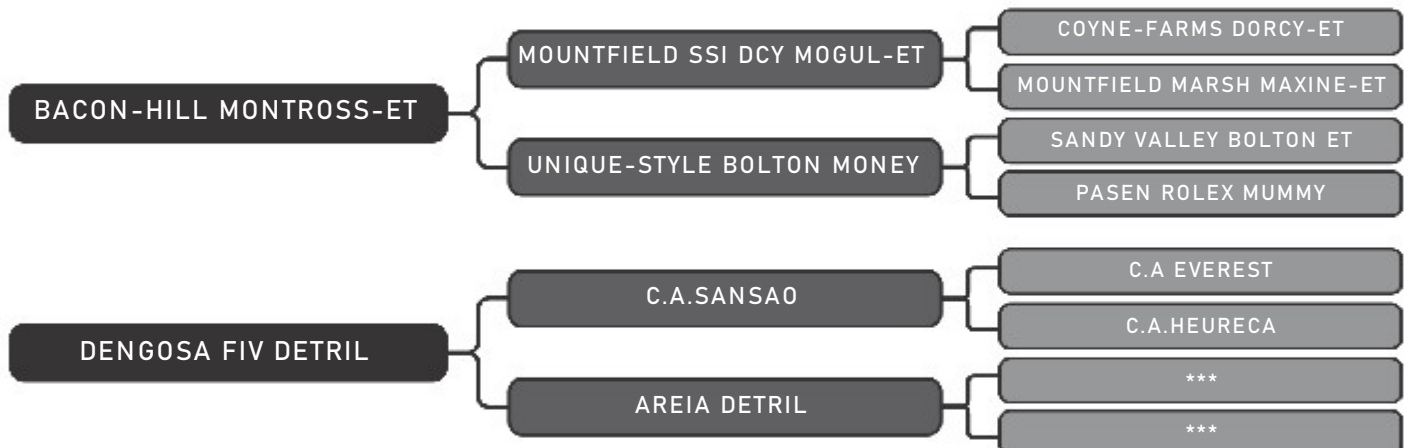 BACON-HILL MONTROSS-ET
MOUNTFIELD SSI DCY MOGUL-ET
COYNE-FARMS DORCY-ET
MOUNTFIELD MARSH MAXINE-ET
UNIQUE-STYLE BOLTON MONEY
SANDY VALLEY BOLTON ET
PASEN ROLEX MUMMY
DENGOSA FIV DETRIL
C.A.SANSAO
C.A EVEREST
C.A.HEURECA
AREIA DETRIL
***
***